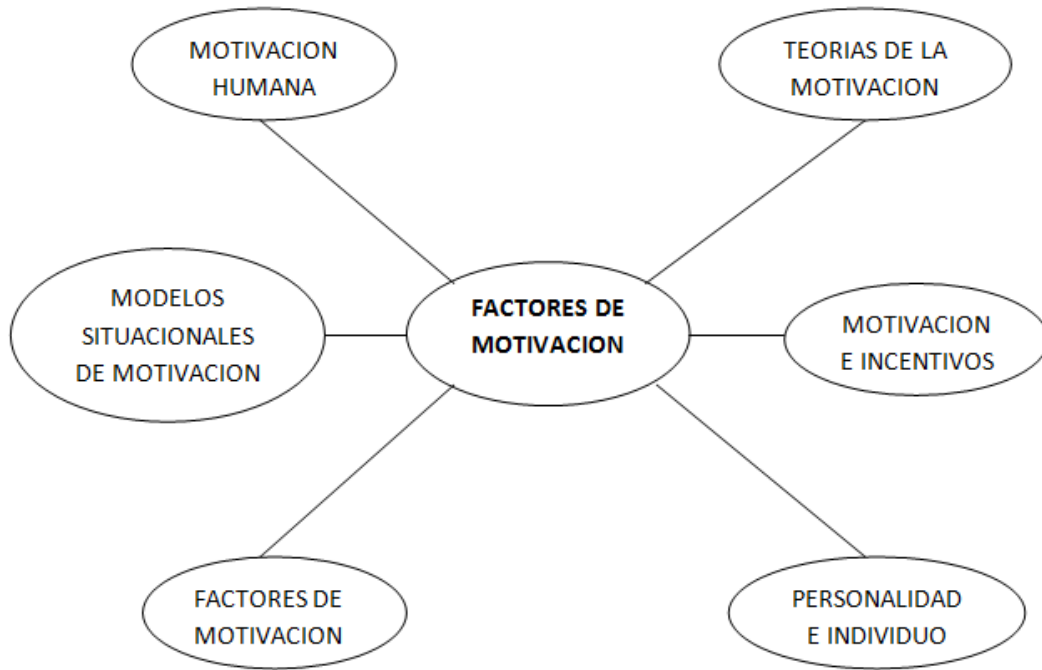 MOTIVACION
HUMANA
TEORIAS DE LA
MOTIVACION
MODELOS
SITUACIONALES
DE MOTIVACION
FACTORES DE
MOTIVACION
MOTIVACION
E INCENTIVOS
FACTORES DE
MOTIVACION
PERSONALIDAD
E INDIVIDUO